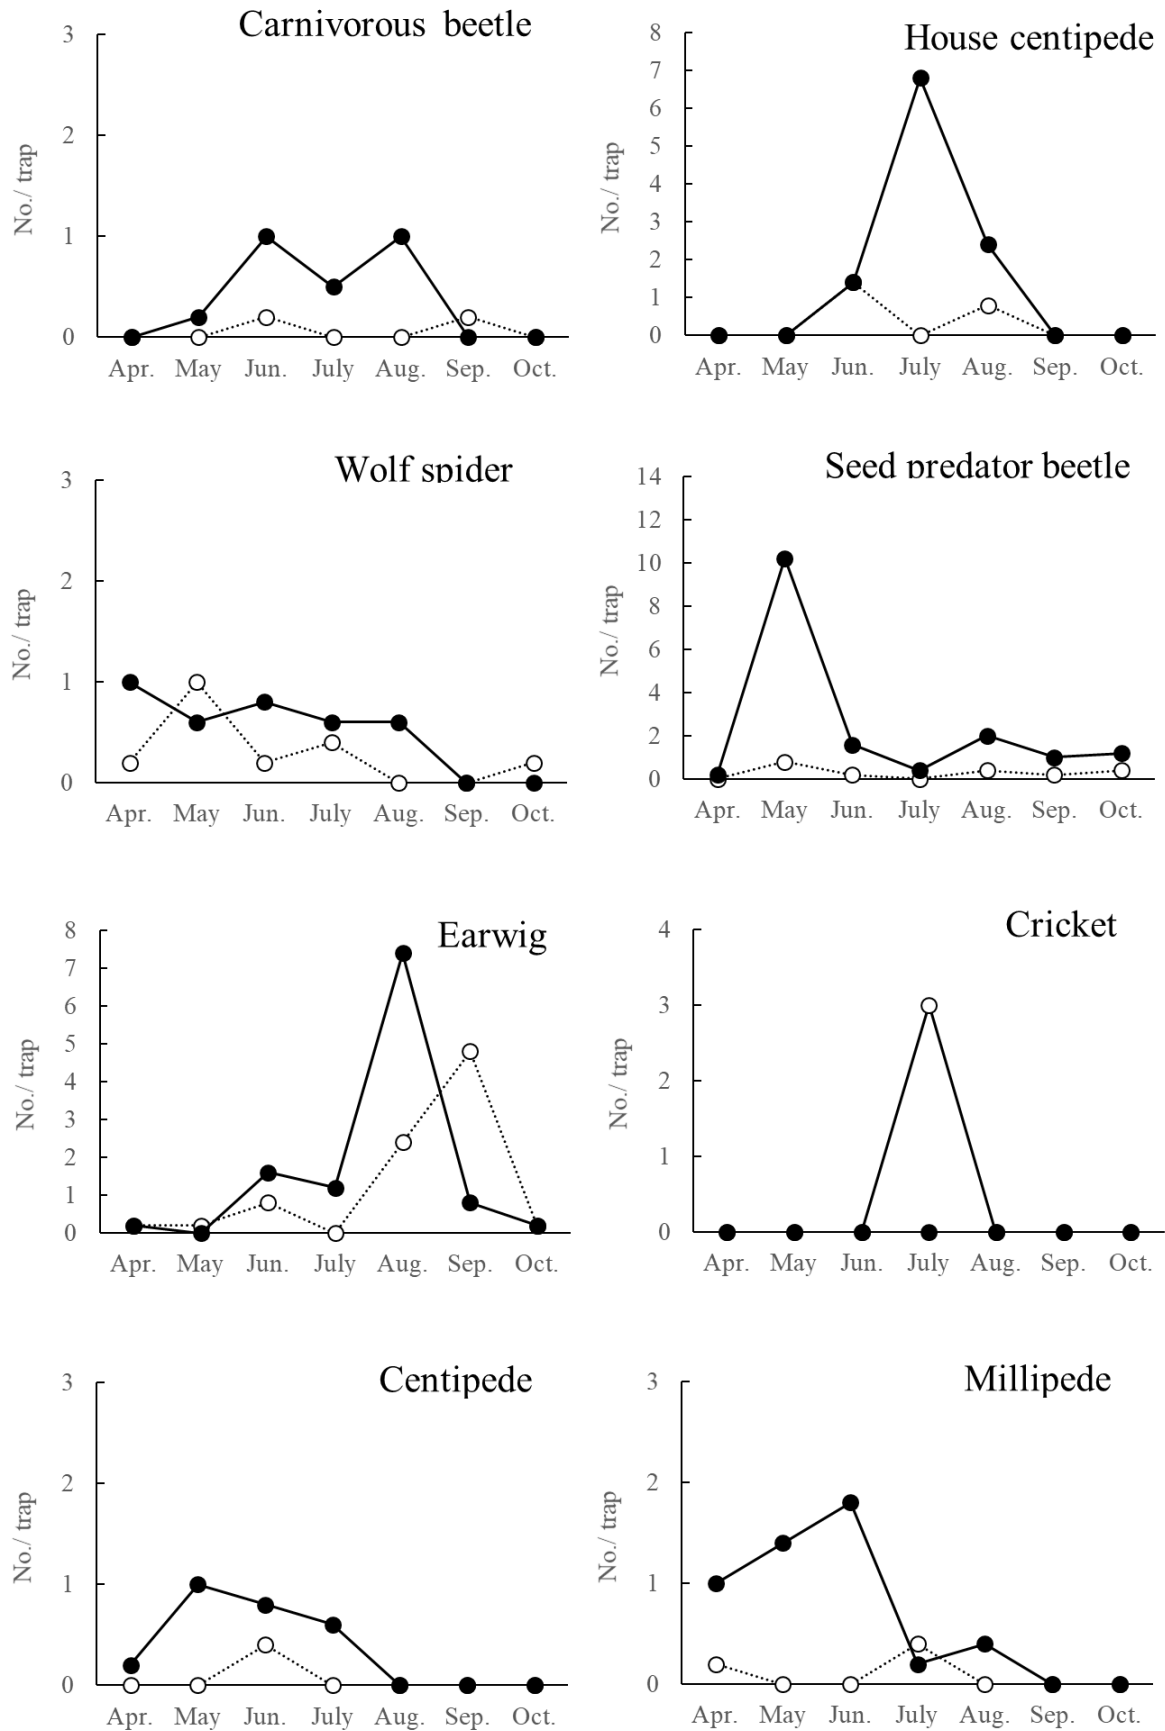 Carnivorous beetle
3
2
1
0
No./ trap
Apr. May Jun. July Aug. Sep. Oct.
House centipede
8
7
6
5
4
3
2
1
0
No./ trap
Apr. May Jun. July Aug. Sep. Oct.
Wolf spider
3
2
1
0
No./ trap
Apr. May Jun. July Aug. Sep. Oct.
Seed predator beetle
14
12
10
8
6
4
2
0
No./ trap
Apr. May Jun. July Aug. Sep. Oct.
Earwig
8
7
6
5
4
3
2
1
0
No./ trap
Apr. May Jun. July Aug. Sep. Oct.
Cricket
4
3
2
1
0
No./ trap
Apr. May Jun. July Aug. Sep. Oct.
Centipede
3
2
1
0
No./ trap
Apr. May Jun. July Aug. Sep. Oct.
Millipede
3
2
1
0
No./ trap
Apr. May Jun. July Aug. Sep. Oct.